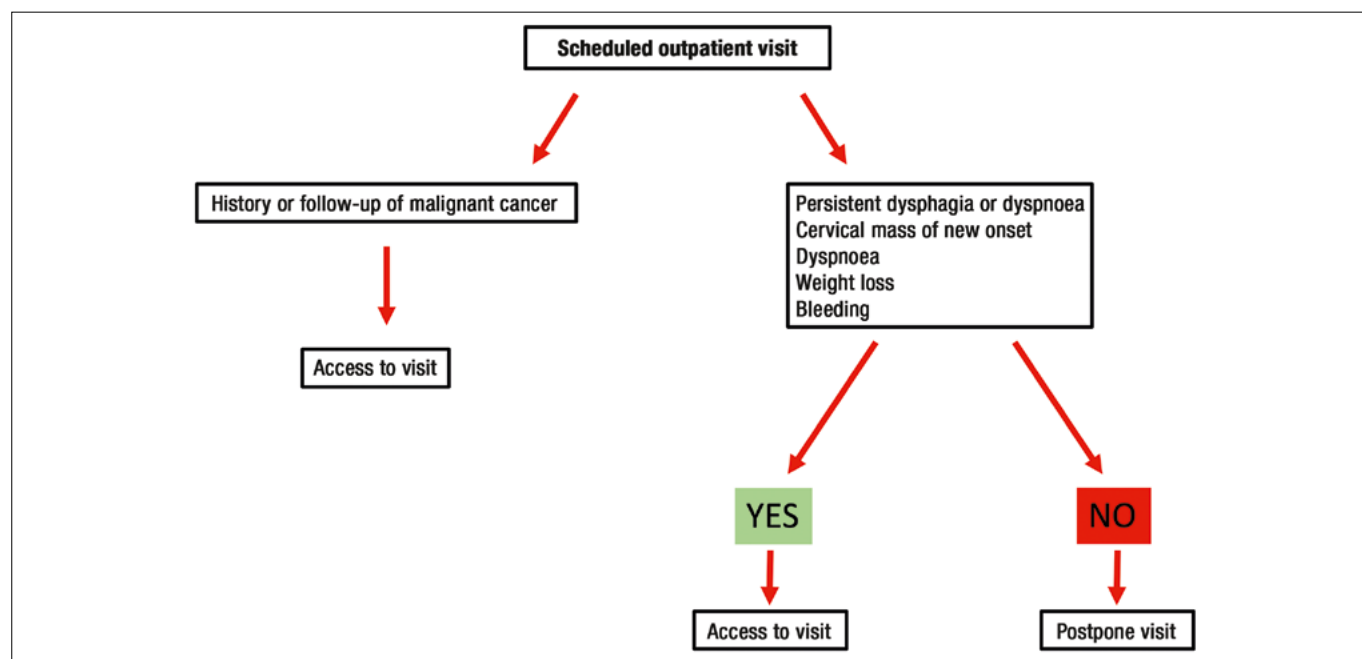 Scheduled outpatient visit
History or follow-up of malignant cancer
Access to visit
Persistent dysphagia or dyspnoea
Cervical mass of new onset
Dyspnoea
Weight loss
Bleeding
YES
NO
Access to visit
Postpone visit